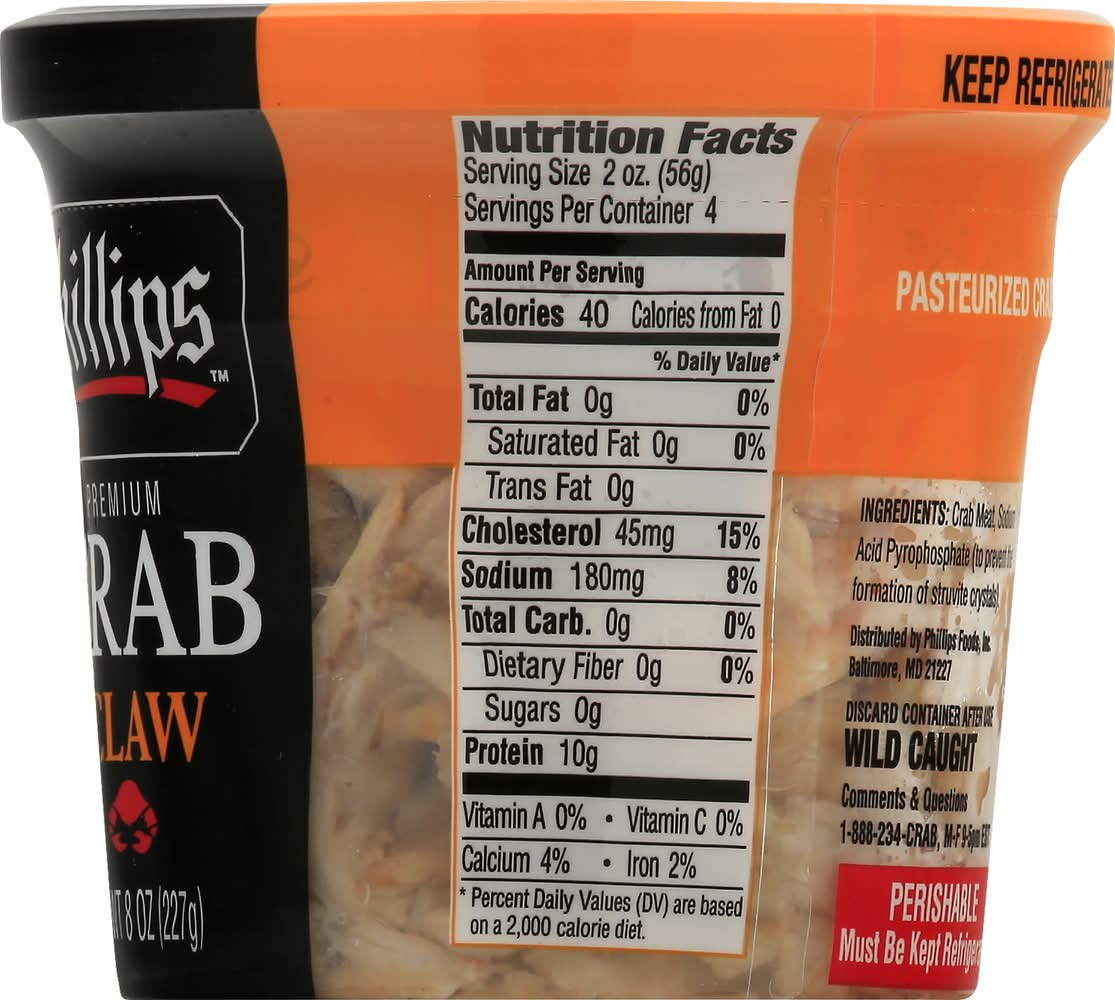 PREMIUM
CLAW
8 OZ (227g)
Nutrition Facts
Serving Size 2 oz. (56g)
Servings Per Container 4
Amount Per Serving
Calories 40 Calories from Fat 0
% Daily Value*
Total Fat 0g 0%
Saturated Fat 0g 0%
Trans Fat 0g
Cholesterol 45mg 15%
Sodium 180mg 8%
Total Carb. 0g 0%
Dietary Fiber 0g 0%
Sugars 0g
Protein 10g
Vitamin A 0% • Vitamin C 0%
Calcium 4% • Iron 2%
* Percent Daily Values (DV) are based
on a 2,000 calorie diet.
KEEP REFRIGERATE
PASTEURIZED
INGREDIENTS: Crab Meat, Sodium
Acid Pyrophosphate (to prevent the
formation of struvite crystals).
Distributed by Phillips Foods, Inc.
Baltimore, MD 21227
DISCARD CONTAINER AFTER USE
WILD CAUGHT
Comments & Questions
1-888-234-CRAB, M-F 9-5pm EST
PERISHABLE
Must Be Kept